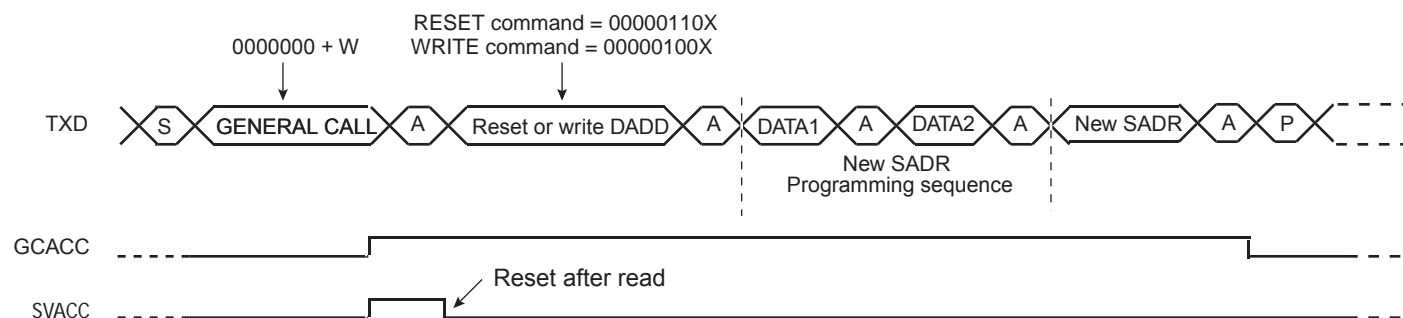 RESET command = 00000110X
0000000 + W
WRITE command = 00000100X
TXD
S
GENERAL CALL
A
Reset or write DADD
A
DATA1
A
DATA2
A
New SADR
A
P
New SADR
Programming sequence
GCACC
Reset after read
SVACC